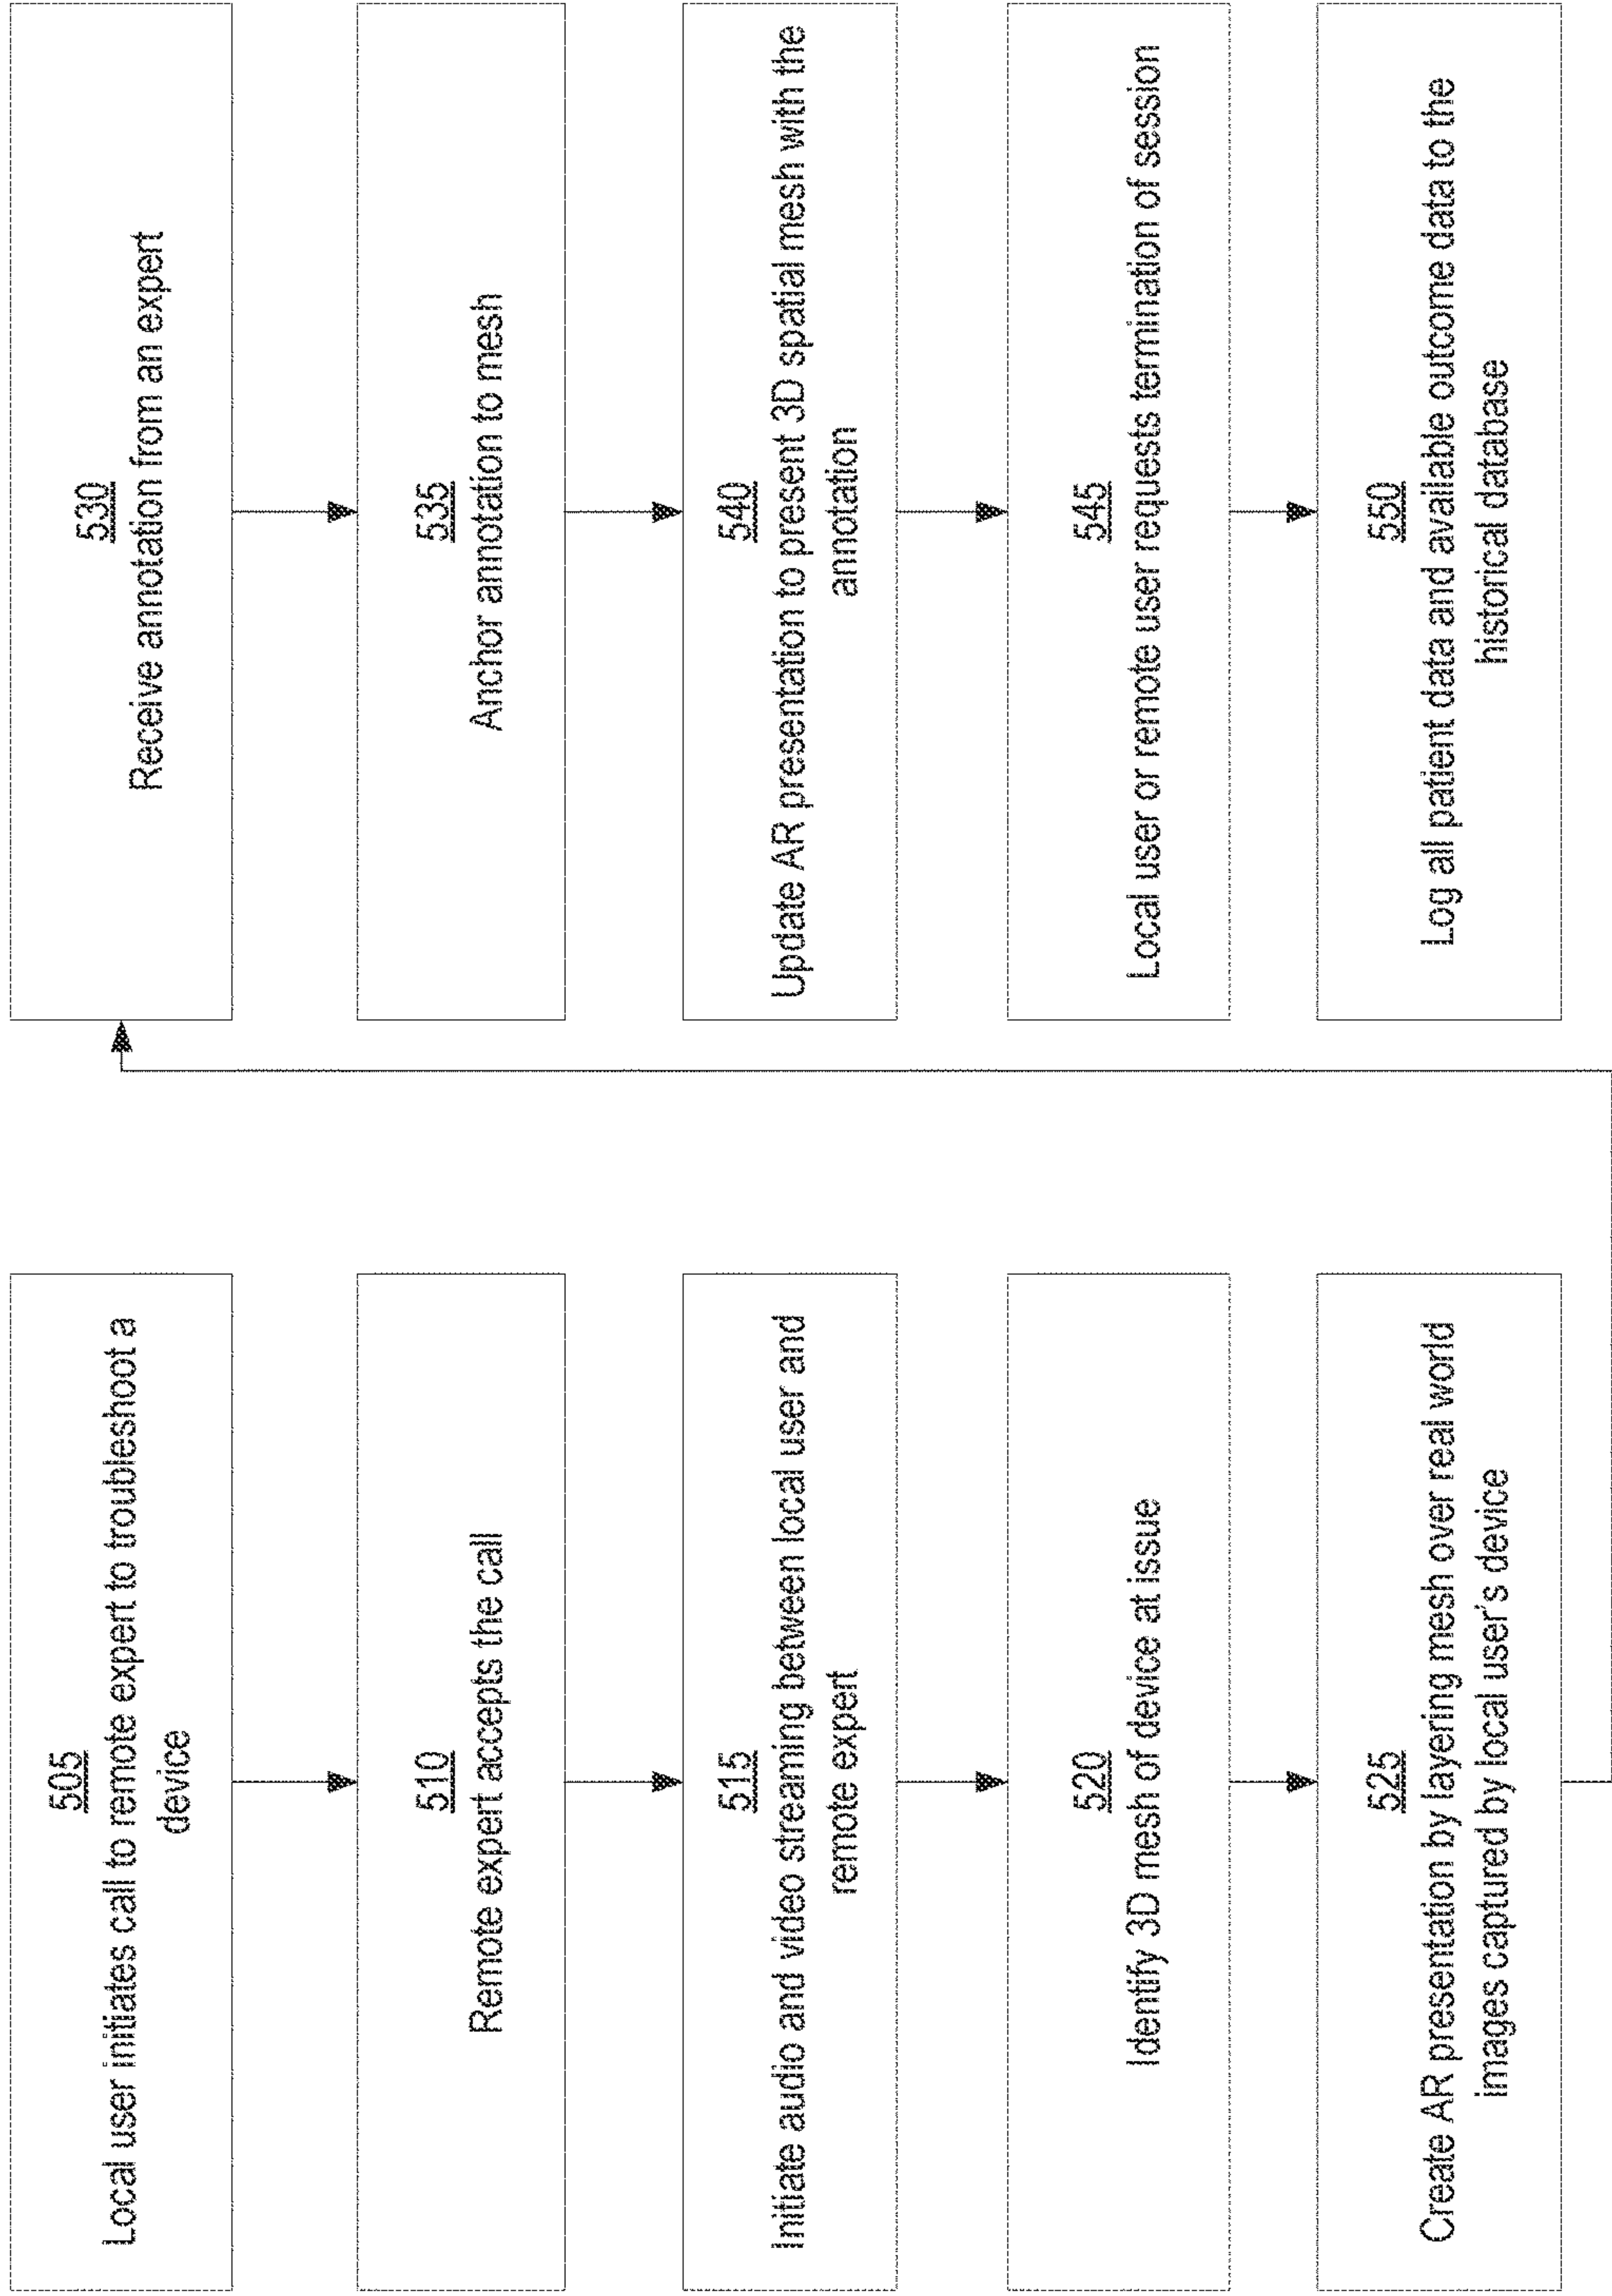 505
Local user initiates call to remote expert to troubleshoot a
device
510
Remote expert accepts the call
515
Initiate audio and video streaming between local user and
remote expert
520
Identify 3D mesh of device at issue
525
Create AR presentation by layering mesh over real world
images captured by local user's device
530
Receive annotation from an expert
535
Anchor annotation to mesh
540
Update AR presentation to present 3D spatial mesh with the
annotation
545
Local user or remote user requests termination of session
550
Log all patient data and available outcome data to the
historical database